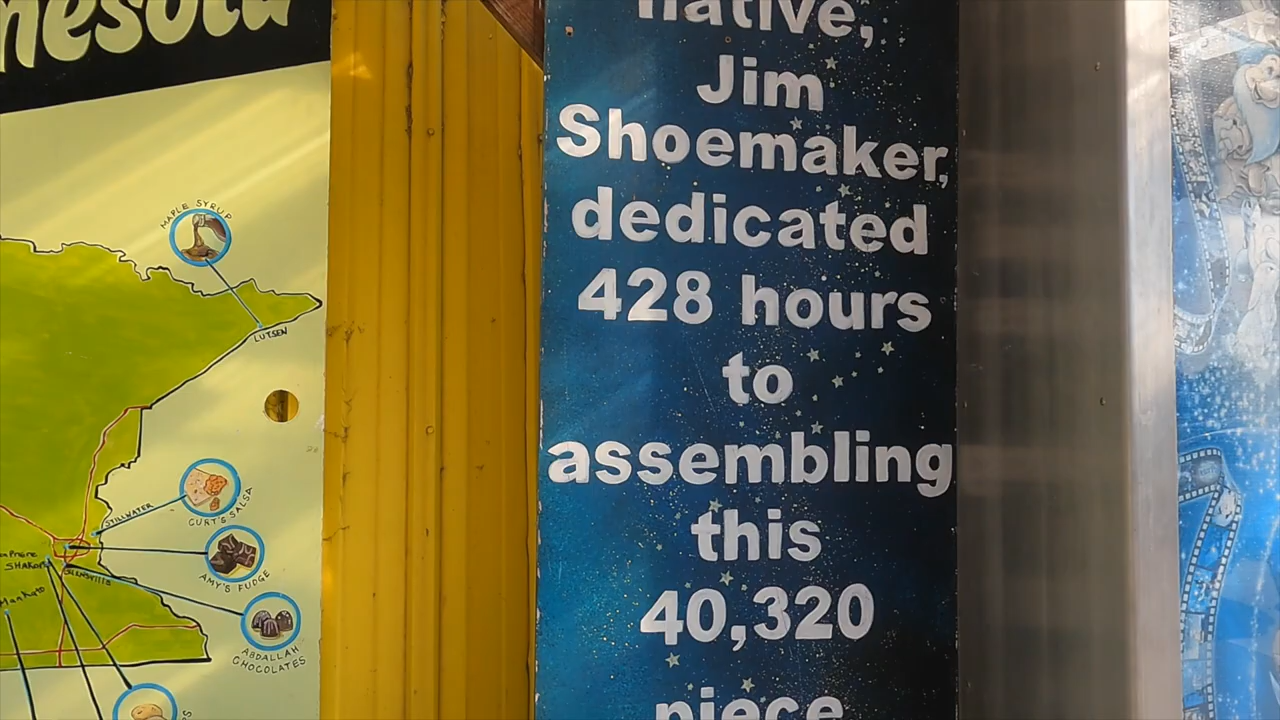 nesota
MAPLE SYRUP
LUTSEN
STILLWATER
CURT'S SALSA
AMY'S FUDGE
SHAKOPEE
Mankato
ABDALLAH
CHOCOLATES
native,
Jim
Shoemaker,
dedicated
428 hours
to
assembling
this
40,320
piece